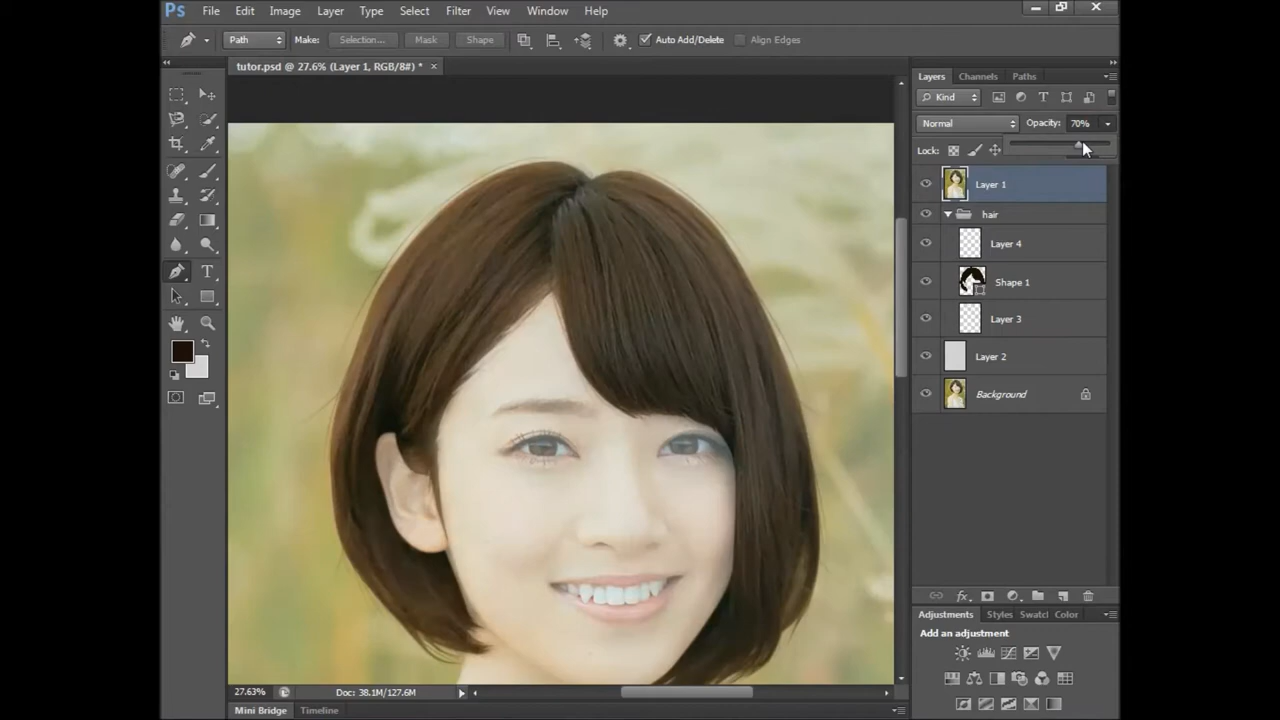 Ps File Edit Image Layer Type Select Filter View Window Help
Path Make: Selection... Mask Shape Auto Add/Delete Align Edges
tutor.psd @ 27.6% (Layer 1, RGB/8#) * ×
Layers Channels Paths
Kind T
Normal Opacity: 70%
Lock:
Layer 1
hair
Layer 4
Shape 1
Layer 3
Layer 2
Background
T
fx
Adjustments Styles Swatcl Color
Add an adjustment
27.63% Doc: 38.1M/127.6M
Mini Bridge Timeline